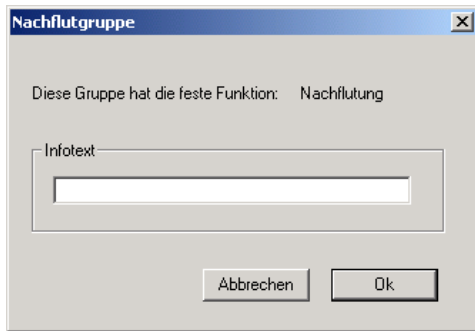 Nachflutgruppe
Diese Gruppe hat die feste Funktion: Nachflutung
Infotext
Abbrechen Ok